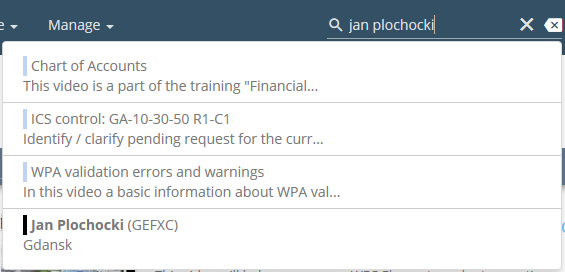 Manage
jan plochocki
Chart of Accounts
This video is a part of the training "Financial...
ICS control: GA-10-30-50 R1-C1
Identify / clarify pending request for the curr...
WPA validation errors and warnings
In this video a basic information about WPA val...
Jan Plochocki (GEFXC)
Gdansk